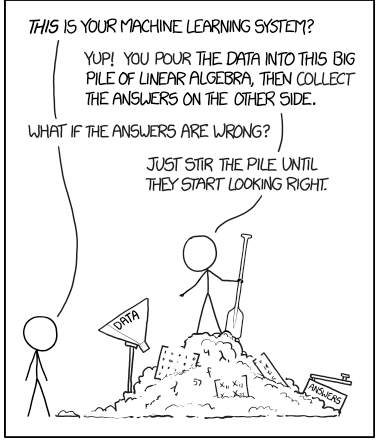 THIS IS YOUR MACHINE LEARNING SYSTEM?
YUP! YOU POUR THE DATA INTO THIS BIG
PILE OF LINEAR ALGEBRA, THEN COLLECT
THE ANSWERS ON THE OTHER SIDE.
WHAT IF THE ANSWERS ARE WRONG?
JUST STIR THE PILE UNTIL
THEY START LOOKING RIGHT.
DATA
ANSWERS